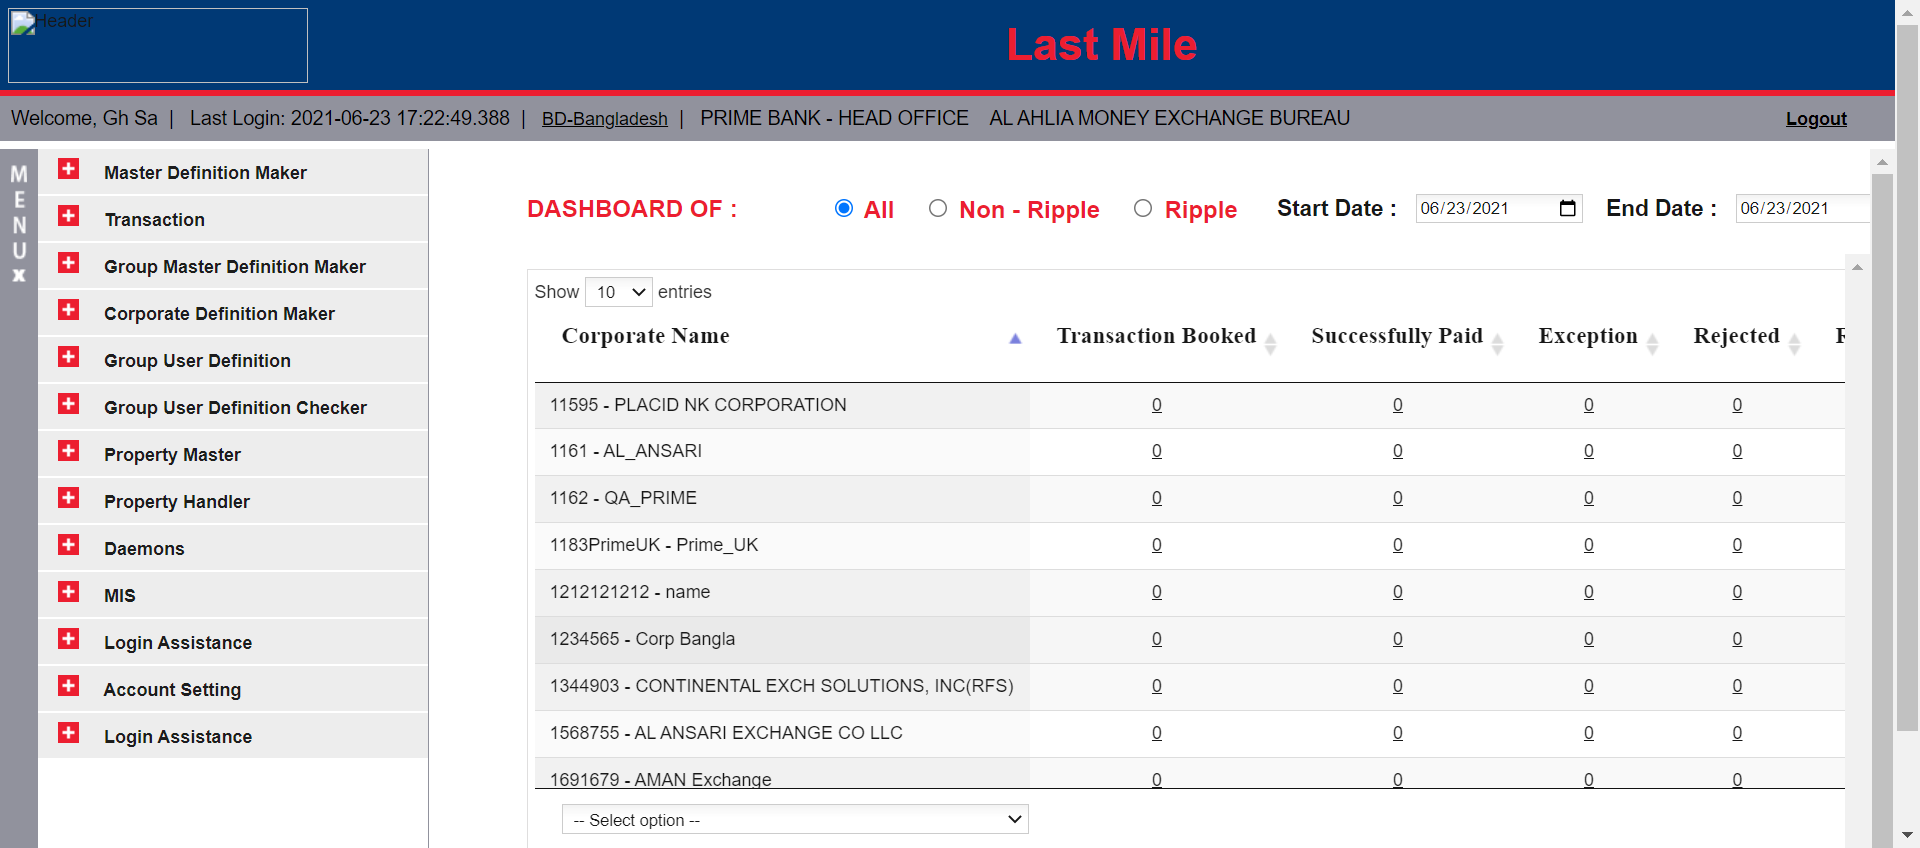 Header
Last Mile
Welcome, Gh Sa | Last Login: 2021-06-23 17:22:49.388 | BD-Bangladesh | PRIME BANK - HEAD OFFICE AL AHLIA MONEY EXCHANGE BUREAU Logout
MENU x
Master Definition Maker
Transaction
Group Master Definition Maker
Corporate Definition Maker
Group User Definition
Group User Definition Checker
Property Master
Property Handler
Daemons
MIS
Login Assistance
Account Setting
Login Assistance
DASHBOARD OF : All Non - Ripple Ripple Start Date : 06/23/2021 End Date : 06/23/2021
Show 10 entries
Corporate Name Transaction Booked Successfully Paid Exception Rejected
11595 - PLACID NK CORPORATION 0 0 0 0
1161 - AL_ANSARI 0 0 0 0
1162 - QA_PRIME 0 0 0 0
1183PrimeUK - Prime_UK 0 0 0 0
1212121212 - name 0 0 0 0
1234565 - Corp Bangla 0 0 0 0
1344903 - CONTINENTAL EXCH SOLUTIONS, INC(RFS) 0 0 0 0
1568755 - AL ANSARI EXCHANGE CO LLC 0 0 0 0
1691679 - AMAN Exchange 0 0 0 0
-- Select option --